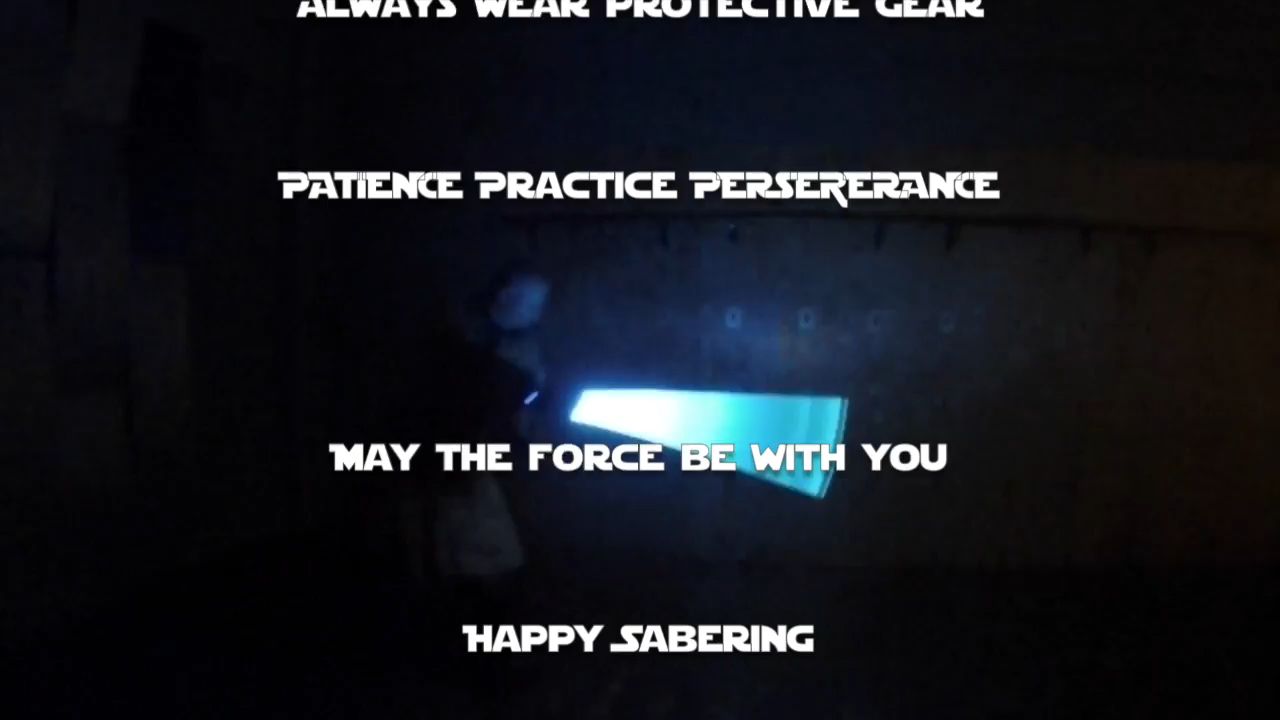 Always wear protective gear
Patience Practice Persererance
May the force be with you
Happy Sabering